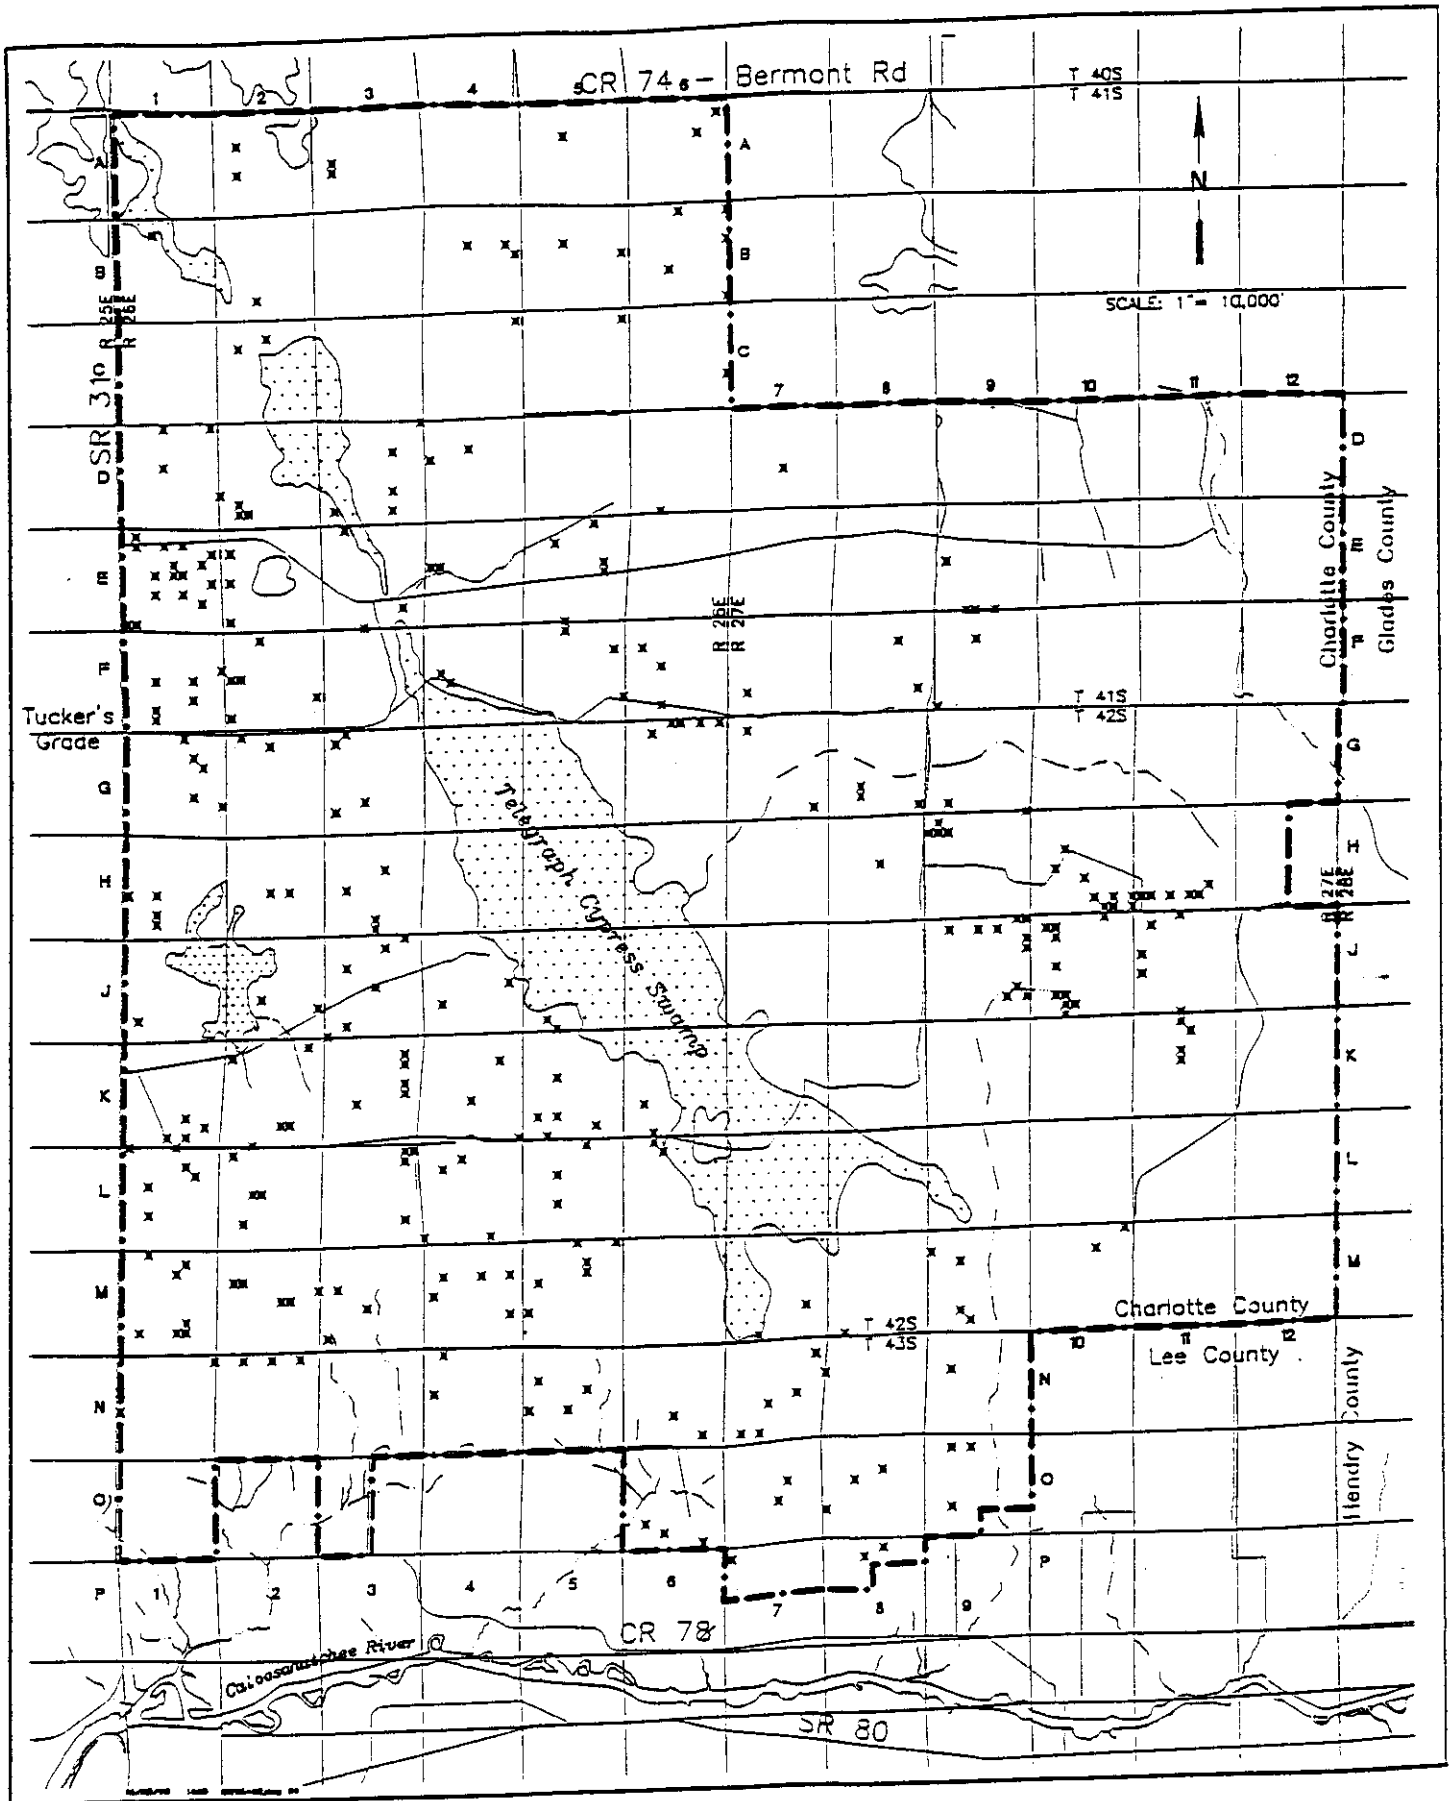 CR 74 - Bermont Rd
1 2 3 4 5 6
T 40S
T 41S
A A
N
B B
R 25E
R 26E
SCALE: 1" = 10,000'
C
SR 31
7 8 9 10 11 12
D D
Charlotte County
Glades County
E E
R 26E
R 27E
F F
T 41S
T 42S
Tucker's
Grade
G G
Telegraph Cypress Swamp
H H
R 27E
R 28E
J J
K K
L L
M M
Charlotte County
T 42S
T 43S
10 11 12
Lee County
N N
Hendry County
O O
P P
1 2 3 4 5 6 7 8 9
CR 78
Caloosahatchee River
SR 80